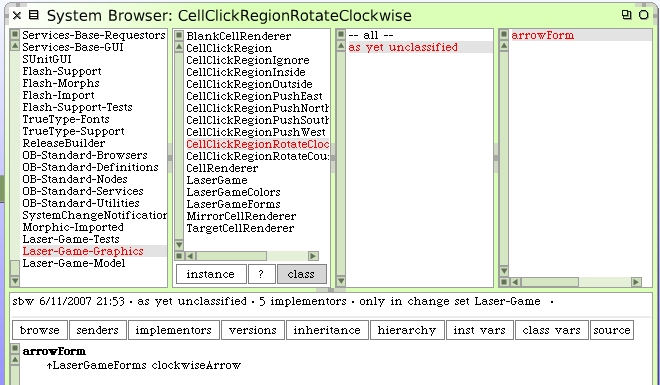 System Browser: CellClickRegionRotateClockwise
Services-Base-Requestors
Services-Base-GUI
SUnitGUI
Flash-Support
Flash-Morphs
Flash-Import
Flash-Support-Tests
TrueType-Fonts
TrueType-Support
ReleaseBuilder
OB-Standard-Browsers
OB-Standard-Definitions
OB-Standard-Nodes
OB-Standard-Services
OB-Standard-Utilities
SystemChangeNotification
Morphic-Imported
Laser-Game-Tests
Laser-Game-Graphics
Laser-Game-Model
BlankCellRenderer
CellClickRegion
CellClickRegionIgnore
CellClickRegionInside
CellClickRegionOutside
CellClickRegionPushEast
CellClickRegionPushNorth
CellClickRegionPushSouth
CellClickRegionPushWest
CellClickRegionRotateCloc
CellClickRegionRotateCou
CellRenderer
LaserGame
LaserGameColors
LaserGameForms
MirrorCellRenderer
TargetCellRenderer
instance ? class
-- all --
as yet unclassified
arrowForm
sbw 6/11/2007 21:53 · as yet unclassified · 5 implementors · only in change set Laser-Game ·
browse senders implementors versions inheritance hierarchy inst vars class vars source
arrowForm
↑LaserGameForms clockwiseArrow